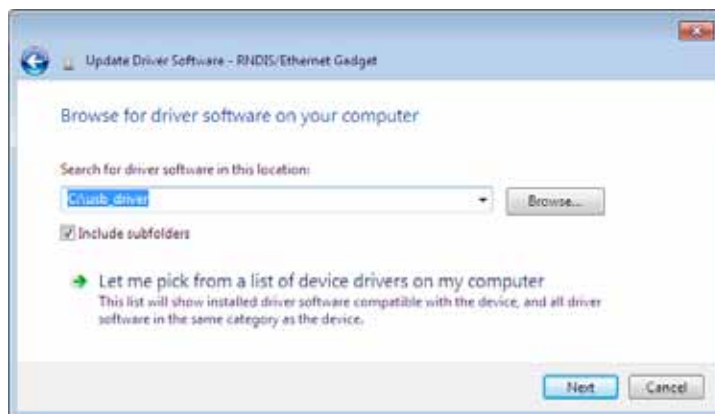 Update Driver Software - RNDIS/Ethernet Gadget
Browse for driver software on your computer
Search for driver software in this location:
C:\usb_driver
Browse...
Include subfolders
Let me pick from a list of device drivers on my computer
This list will show installed driver software compatible with the device, and all driver
software in the same category as the device.
Next
Cancel